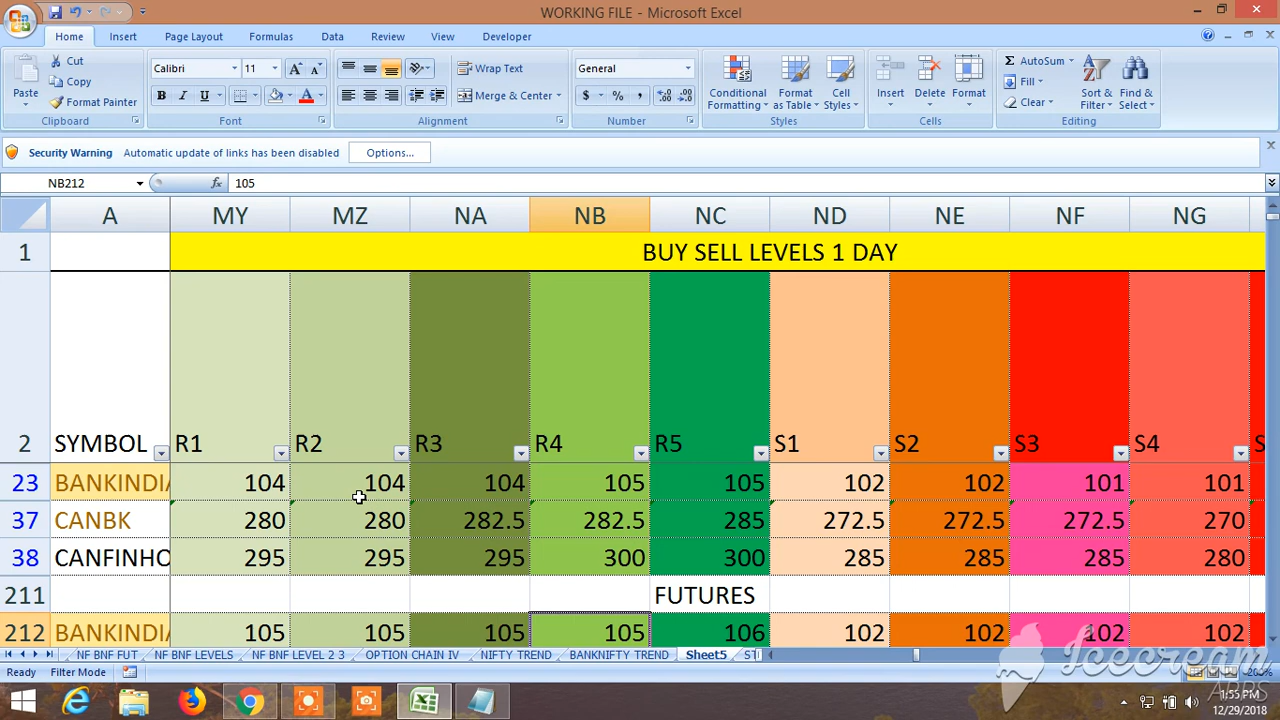 WORKING FILE - Microsoft Excel
Home Insert Page Layout Formulas Data Review View Developer
Cut
Copy
Format Painter
Paste
Clipboard
Calibri 11
B I U
Font
Wrap Text
Merge & Center
Alignment
General
$ % ,
Number
Conditional Formatting
Format as Table
Cell Styles
Styles
Insert Delete Format
Cells
AutoSum
Fill
Clear
Sort & Filter
Find & Select
Editing
Security Warning Automatic update of links has been disabled Options...
NB212 fx 105
A MY MZ NA NB NC ND NE NF NG
1 BUY SELL LEVELS 1 DAY
2 SYMBOL R1 R2 R3 R4 R5 S1 S2 S3 S4 S
23 BANKINDIA 104 104 104 105 105 102 102 101 101
37 CANBK 280 280 282.5 282.5 285 272.5 272.5 272.5 270
38 CANFINHO 295 295 295 300 300 285 285 285 280
211 FUTURES
212 BANKINDIA 105 105 105 105 106 102 102 102 102
NF BNF FUT NF BNF LEVELS NF BNF LEVEL 2 3 OPTION CHAIN IV NIFTY TREND BANKNIFTY TREND Sheet5 ST
Ready Filter Mode 200%
Icecream
APPS
1:55 PM
12/29/2018